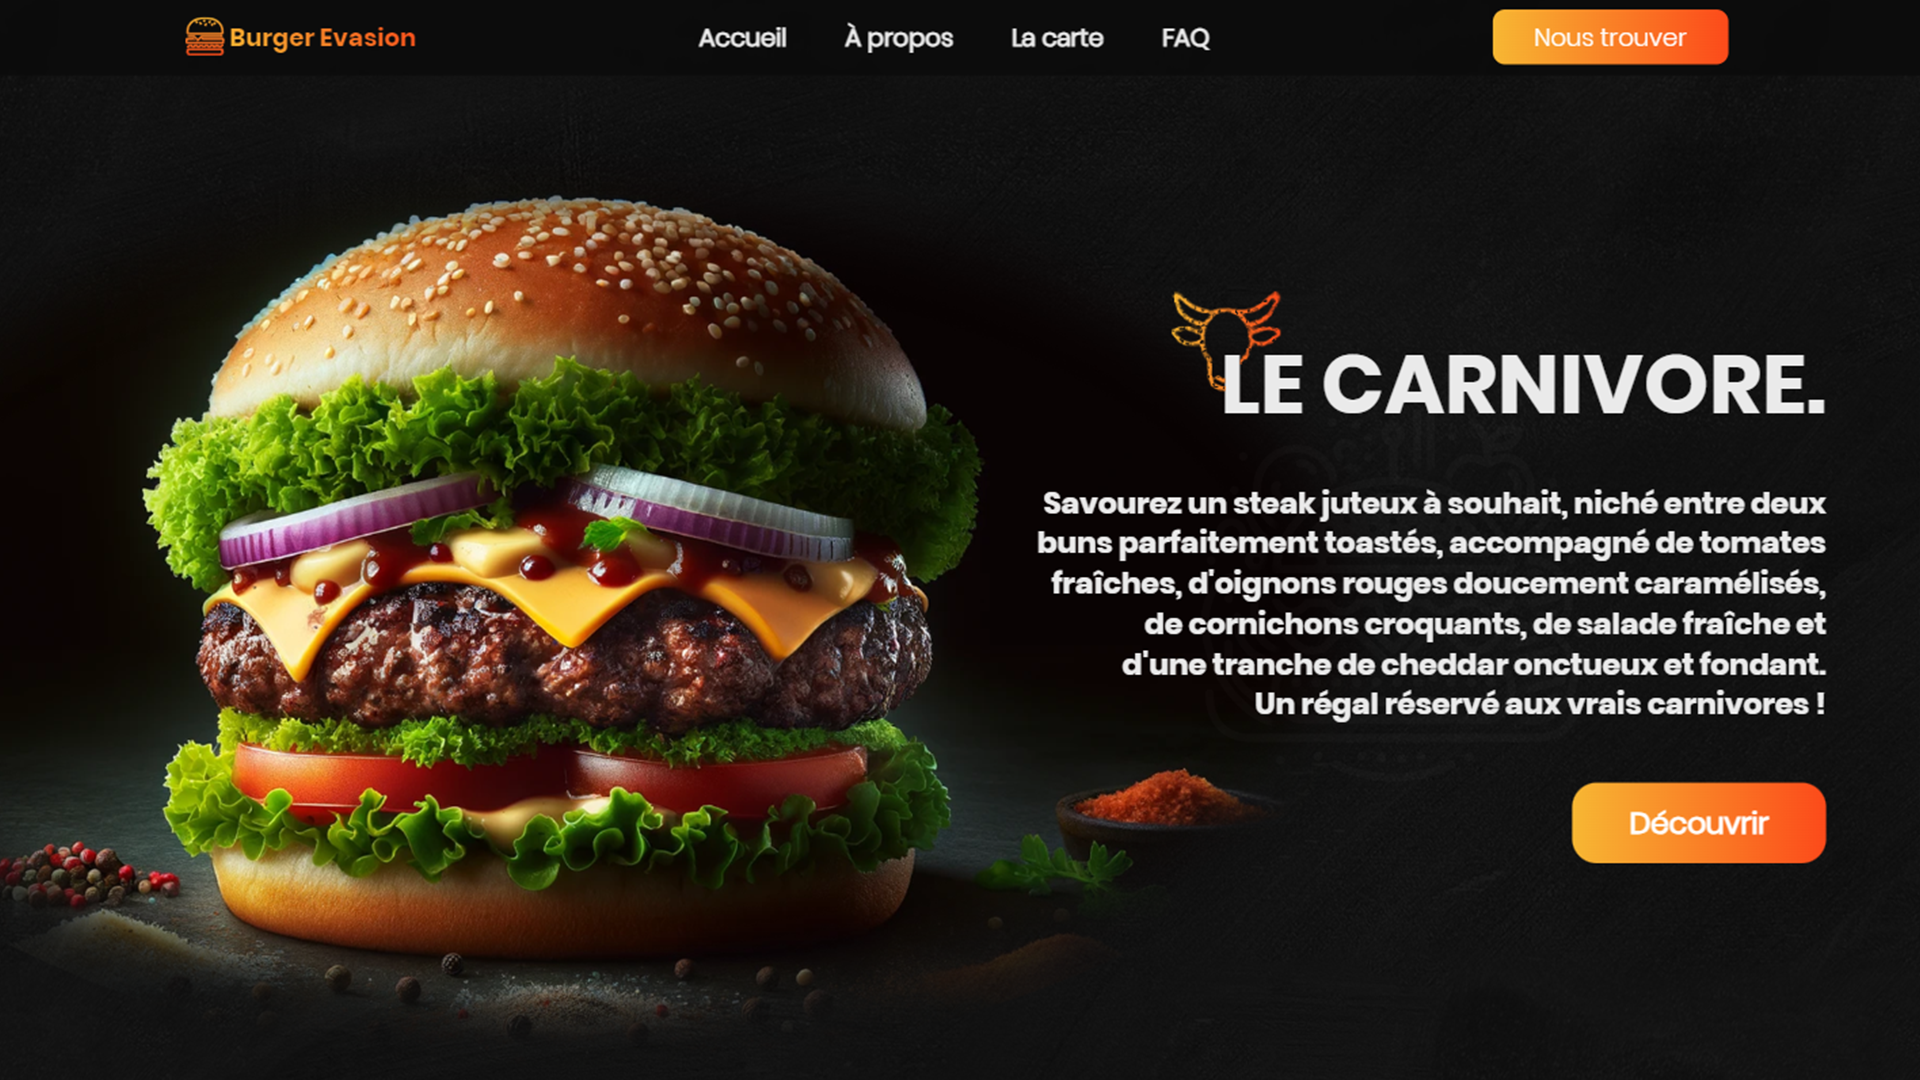 Burger Evasion
Accueil
À propos
La carte
FAQ
Nous trouver
LE CARNIVORE.
Savourez un steak juteux à souhait, niché entre deux
buns parfaitement toastés, accompagné de tomates
fraîches, d'oignons rouges doucement caramélisés,
de cornichons croquants, de salade fraîche et
d'une tranche de cheddar onctueux et fondant.
Un régal réservé aux vrais carnivores !
Découvrir